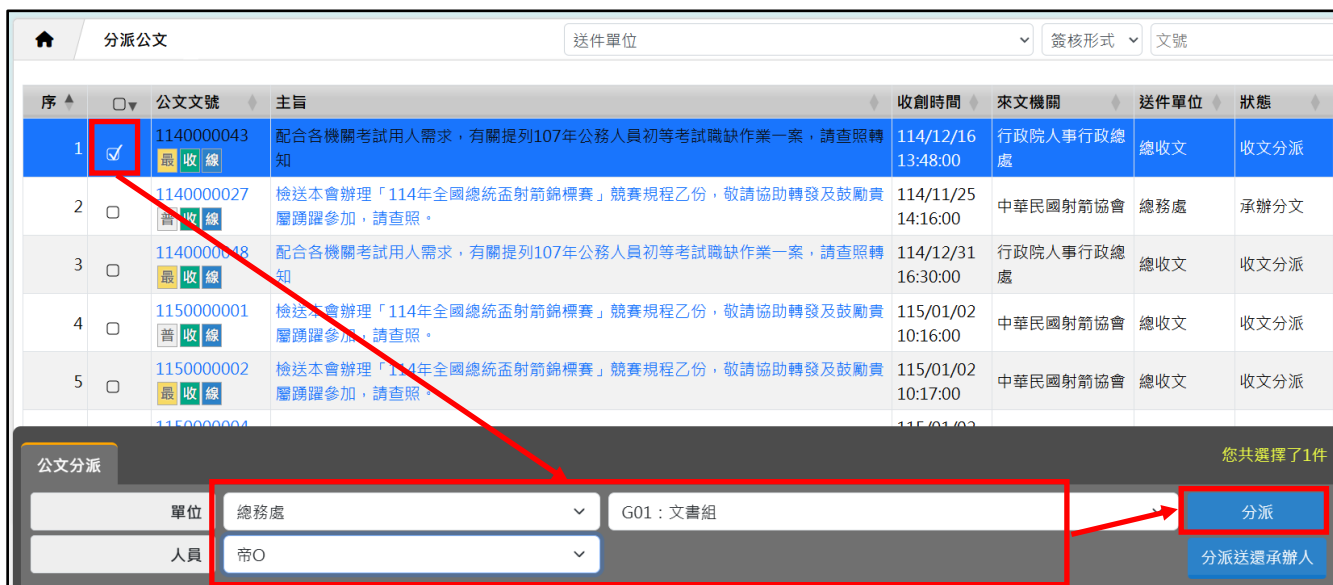 分派公文 送件單位 簽核形式 文號
序 公文文號 主旨 收創時間 來文機關 送件單位 狀態
1 1140000043 配合各機關考試用人需求，有關提列107年公務人員初等考試職缺作業一案，請查照轉 114/12/16 行政院人事行政總 總收文 收文分派
最 收 線 知 13:48:00 處
2 1140000027 檢送本會辦理「114年全國總統盃射箭錦標賽」競賽規程乙份，敬請協助轉發及鼓勵貴 114/11/25 中華民國射箭協會 總務處 承辦分文
普 收 線 屬踴躍參加，請查照。 14:16:00
3 1140000048 配合各機關考試用人需求，有關提列107年公務人員初等考試職缺作業一案，請查照轉 114/12/31 行政院人事行政總 總收文 收文分派
最 收 線 知 16:30:00 處
4 1150000001 檢送本會辦理「114年全國總統盃射箭錦標賽」競賽規程乙份，敬請協助轉發及鼓勵貴 115/01/02 中華民國射箭協會 總收文 收文分派
普 收 線 屬踴躍參加，請查照。 10:16:00
5 1150000002 檢送本會辦理「114年全國總統盃射箭錦標賽」競賽規程乙份，敬請協助轉發及鼓勵貴 115/01/02 中華民國射箭協會 總收文 收文分派
最 收 線 屬踴躍參加，請查照。 10:17:00
1150000004 115/01/02
公文分派 您共選擇了1件
單位 總務處 G01：文書組 分派
人員 帝O 分派送還承辦人